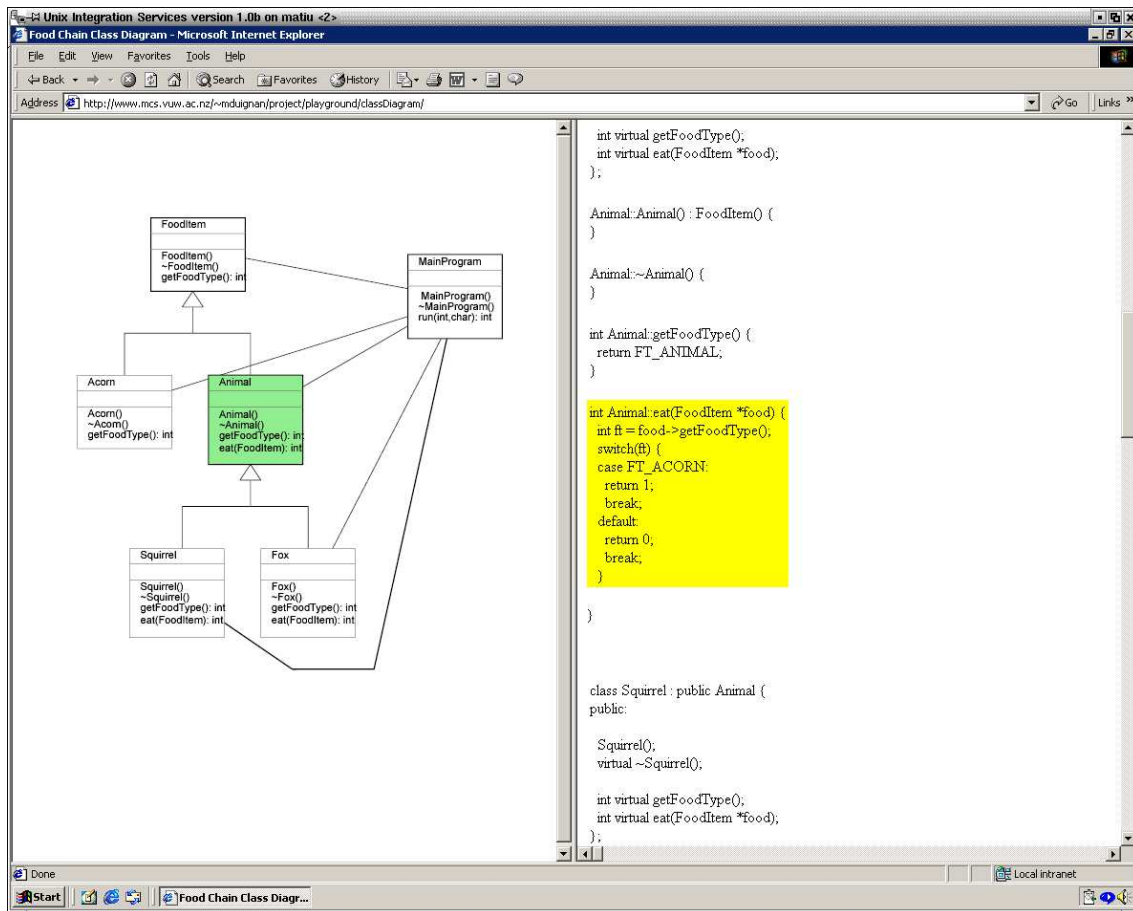 Unix Integration Services version 1.0b on matiu <2>
Food Chain Class Diagram - Microsoft Internet Explorer
File Edit View Favorites Tools Help
Back Search Favorites History
Address http://www.mcs.vuw.ac.nz/~mduignan/project/playground/classDiagram/ Go Links »
FoodItem
FoodItem()
~FoodItem()
getFoodType(): int
MainProgram
MainProgram()
~MainProgram()
run(int,char): int
Acorn
Acorn()
~Acorn()
getFoodType(): int
Animal
Animal()
~Animal()
getFoodType(): int
eat(FoodItem): int
Squirrel
Squirrel()
~Squirrel()
getFoodType(): int
eat(FoodItem): int
Fox
Fox()
~Fox()
getFoodType(): int
eat(FoodItem): int
int virtual getFoodType();
int virtual eat(FoodItem *food);
};
Animal::Animal() : FoodItem() {
}
Animal::~Animal() {
}
int Animal::getFoodType() {
return FT_ANIMAL;
}
int Animal::eat(FoodItem *food) {
int ft = food->getFoodType();
switch(ft) {
case FT_ACORN:
return 1;
break;
default:
return 0;
break;
}
}
class Squirrel : public Animal {
public:
Squirrel();
virtual ~Squirrel();
int virtual getFoodType();
int virtual eat(FoodItem *food);
};
Done Local intranet
Start Food Chain Class Diagr...